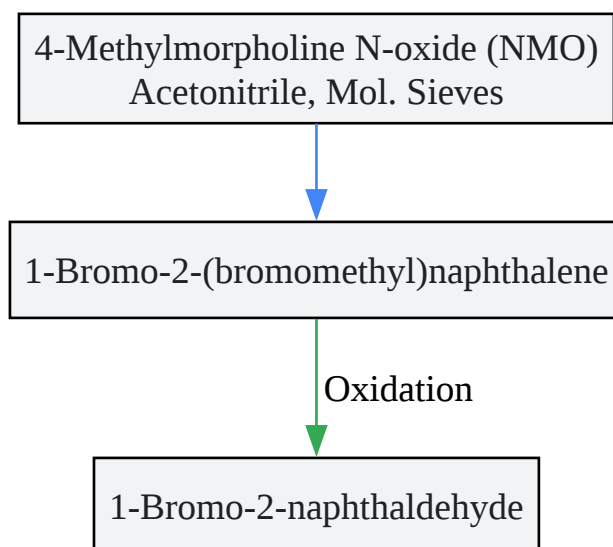 4-Methylmorpholine N-oxide (NMO)
Acetonitrile, Mol. Sieves
1-Bromo-2-(bromomethyl)naphthalene
Oxidation
1-Bromo-2-naphthaldehyde